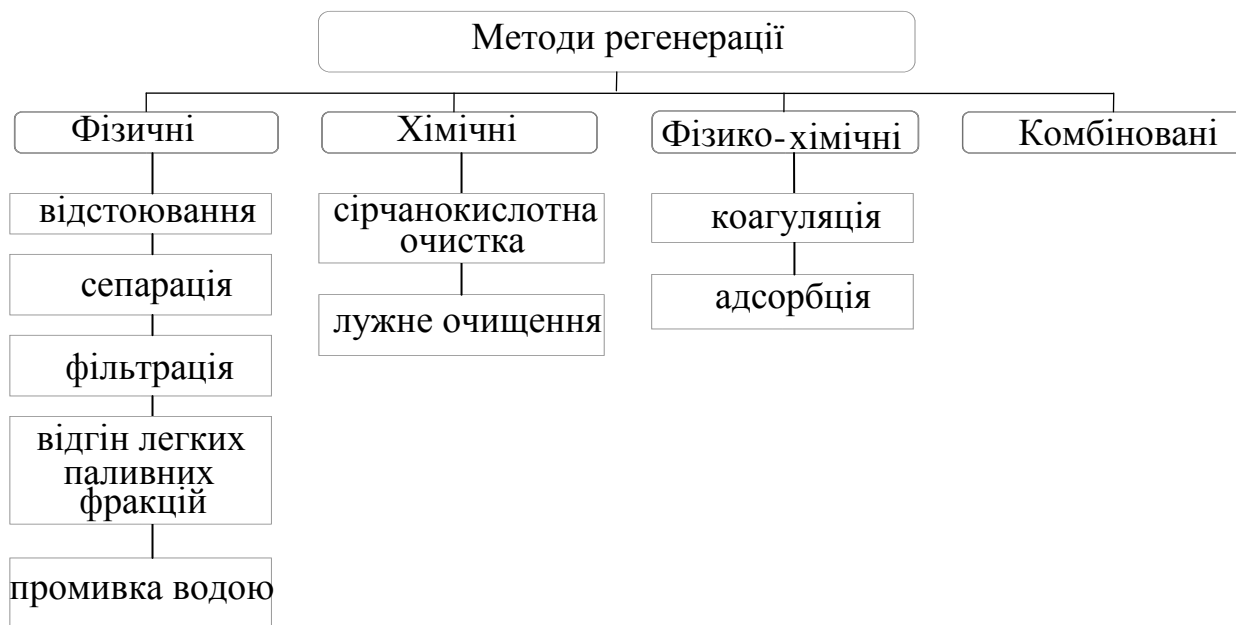 Методи регенерації
Фізичні
Хімічні
Фізико-хімічні
Комбіновані
відстоювання
сепарація
фільтрація
відгін легких
паливних
фракцій
промивка водою
сірчанокислотна
очистка
лужне очищення
коагуляція
адсорбція